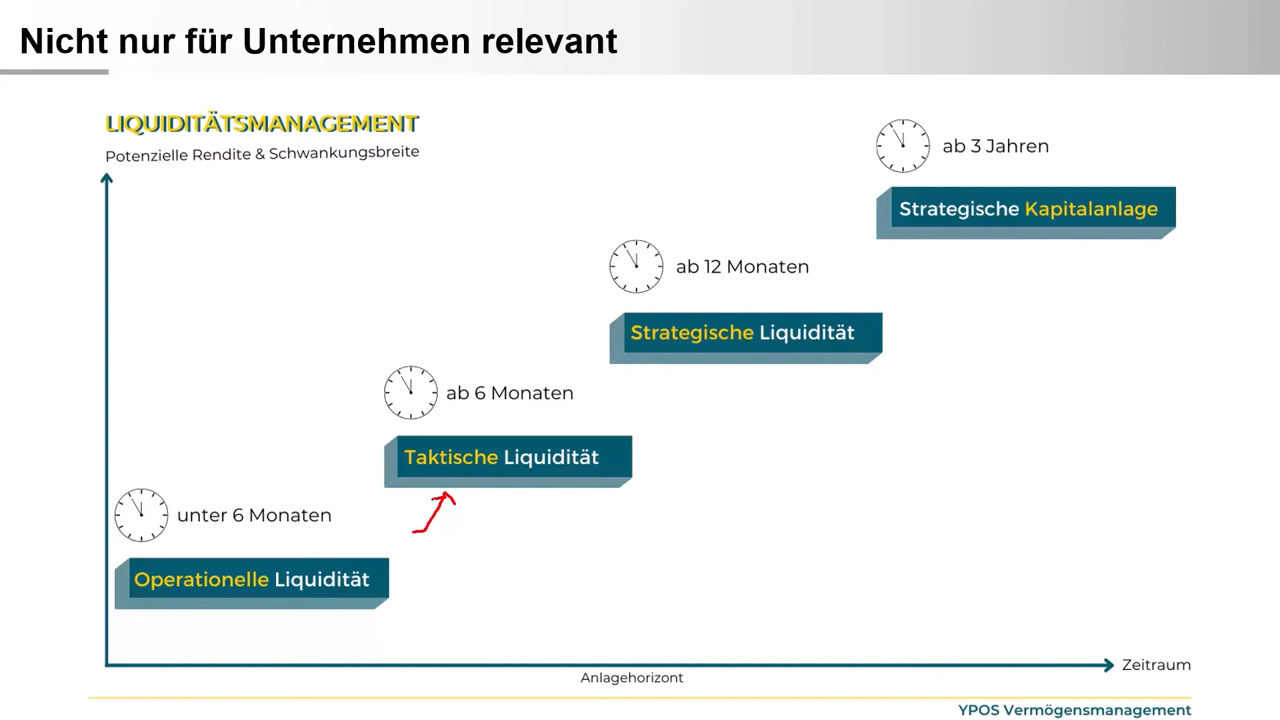 Nicht nur für Unternehmen relevant
LIQUIDITÄTSMANAGEMENT
Potenzielle Rendite & Schwankungsbreite
ab 3 Jahren
Strategische Kapitalanlage
ab 12 Monaten
Strategische Liquidität
ab 6 Monaten
Taktische Liquidität
unter 6 Monaten
Operationelle Liquidität
Zeitraum
Anlagehorizont
YPOS Vermögensmanagement